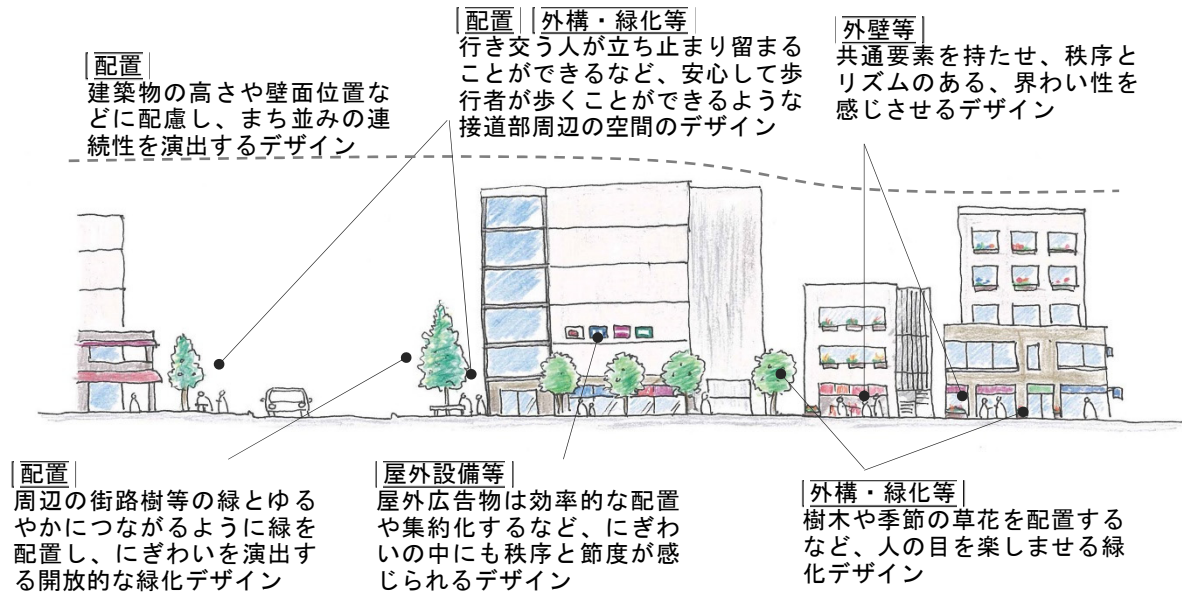 配置
建築物の高さや壁面位置な
どに配慮し、まち並みの連
続性を演出するデザイン
配置 外構・緑化等
行き交う人が立ち止まり留まる
ことができるなど、安心して歩
行者が歩くことができるような
接道部周辺の空間のデザイン
外壁等
共通要素を持たせ、秩序と
リズムのある、界わい性を
感じさせるデザイン
配置
周辺の街路樹等の緑とゆる
やかにつながるように緑を
配置し、にぎわいを演出す
る開放的な緑化デザイン
屋外設備等
屋外広告物は効率的な配置
や集約化するなど、にぎわ
いの中にも秩序と節度が感
じられるデザイン
外構・緑化等
樹木や季節の草花を配置する
など、人の目を楽しませる緑
化デザイン